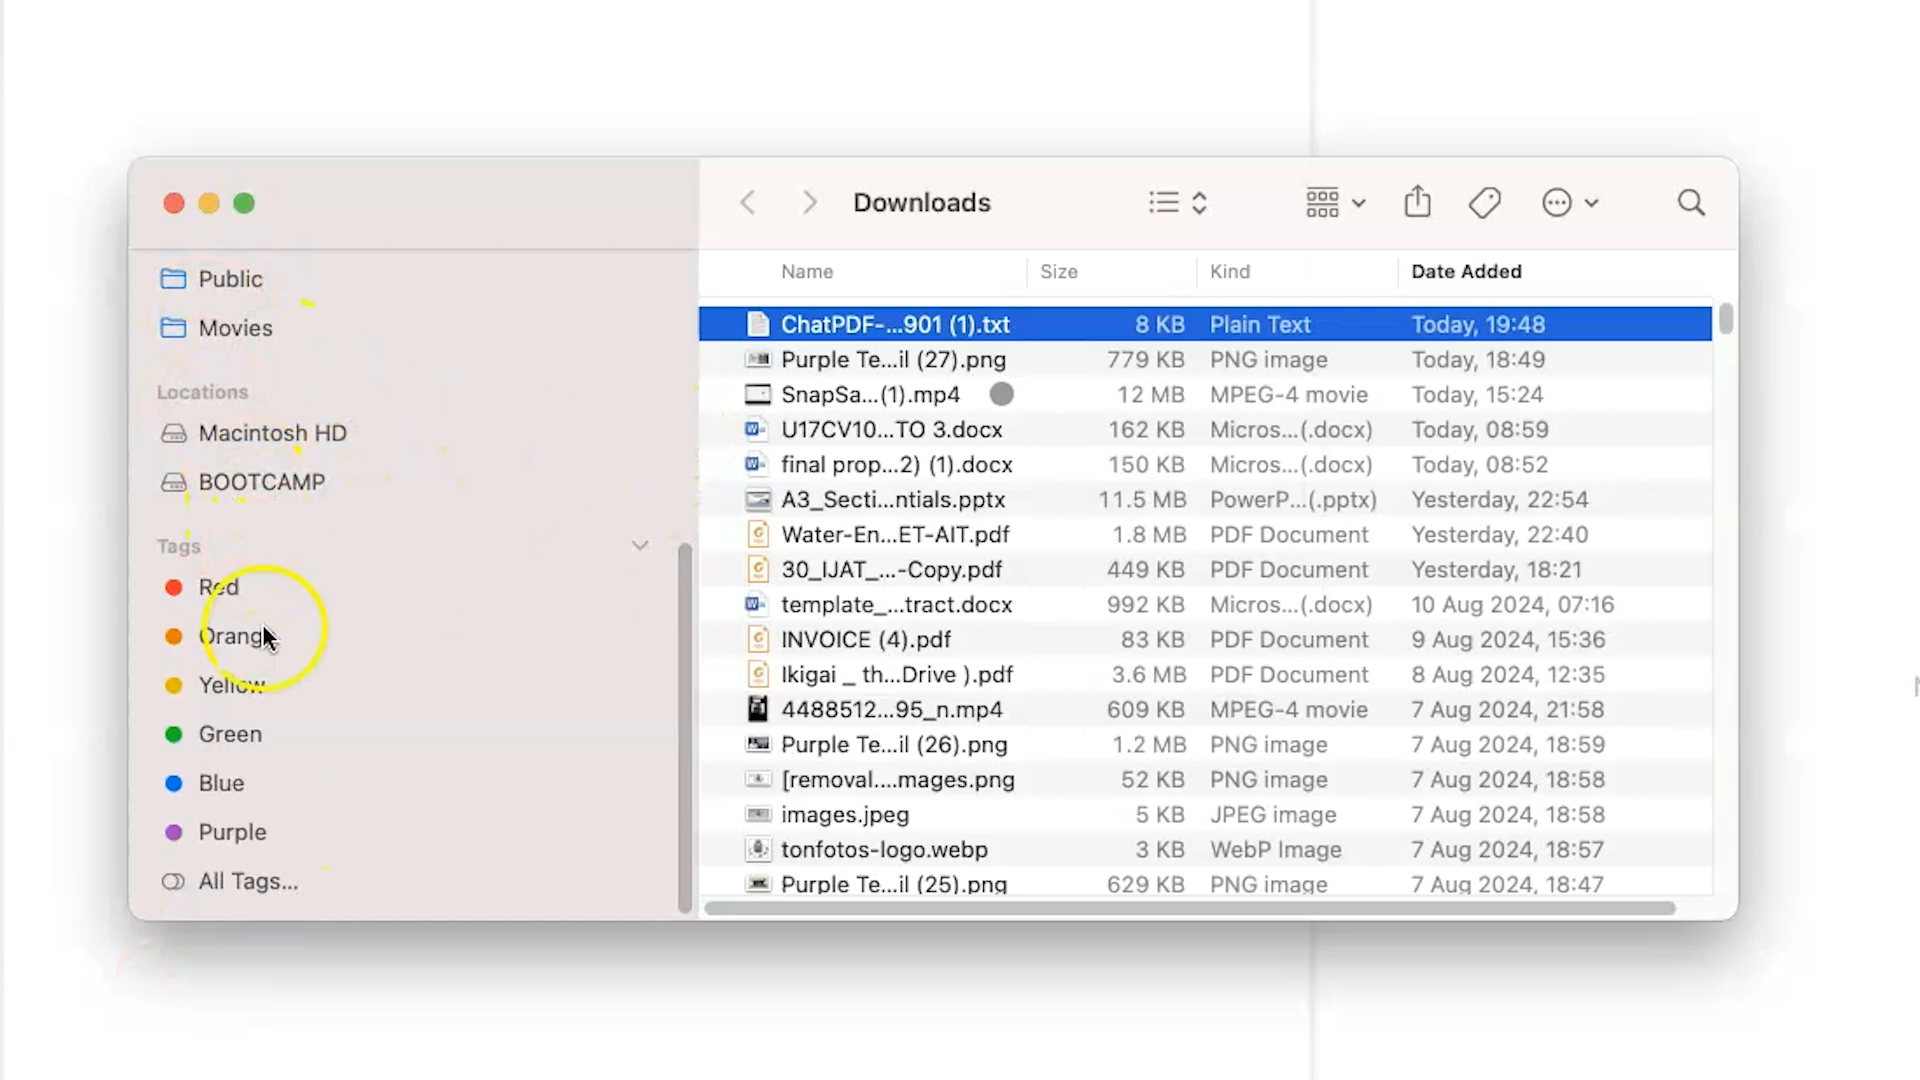 Downloads
Public
Movies
Locations
Macintosh HD
BOOTCAMP
Tags
Red
Orang
Yellow
Green
Blue
Purple
All Tags...
Name Size Kind Date Added
ChatPDF-...901 (1).txt 8 KB Plain Text Today, 19:48
Purple Te...il (27).png 779 KB PNG image Today, 18:49
SnapSa...(1).mp4 12 MB MPEG-4 movie Today, 15:24
U17CV10...TO 3.docx 162 KB Micros...(.docx) Today, 08:59
final prop...2) (1).docx 150 KB Micros...(.docx) Today, 08:52
A3_Secti...ntials.pptx 11.5 MB PowerP...(.pptx) Yesterday, 22:54
Water-En...ET-AIT.pdf 1.8 MB PDF Document Yesterday, 22:40
30_IJAT_...-Copy.pdf 449 KB PDF Document Yesterday, 18:21
template_...tract.docx 992 KB Micros...(.docx) 10 Aug 2024, 07:16
INVOICE (4).pdf 83 KB PDF Document 9 Aug 2024, 15:36
Ikigai _ th...Drive ).pdf 3.6 MB PDF Document 8 Aug 2024, 12:35
4488512...95_n.mp4 609 KB MPEG-4 movie 7 Aug 2024, 21:58
Purple Te...il (26).png 1.2 MB PNG image 7 Aug 2024, 18:59
[removal....mages.png 52 KB PNG image 7 Aug 2024, 18:58
images.jpeg 5 KB JPEG image 7 Aug 2024, 18:58
tonfotos-logo.webp 3 KB WebP Image 7 Aug 2024, 18:57
Purple Te...il (25).png 629 KB PNG image 7 Aug 2024, 18:47